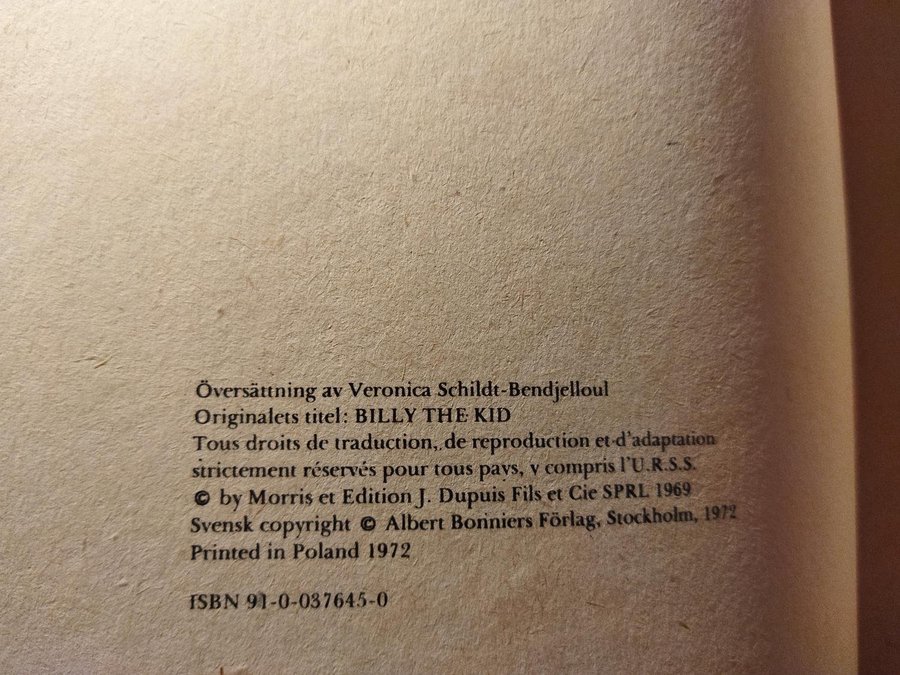 Översättning av Veronica Schildt-Bendjelloul
Originalets titel: BILLY THE KID
Tous droits de traduction, de reproduction et d'adaptation
strictement réservés pour tous pays, y compris l'U.R.S.S.
© by Morris et Edition J. Dupuis Fils et Cie SPRL 1969
Svensk copyright © Albert Bonniers Förlag, Stockholm, 1972
Printed in Poland 1972
ISBN 91-0-037645-0